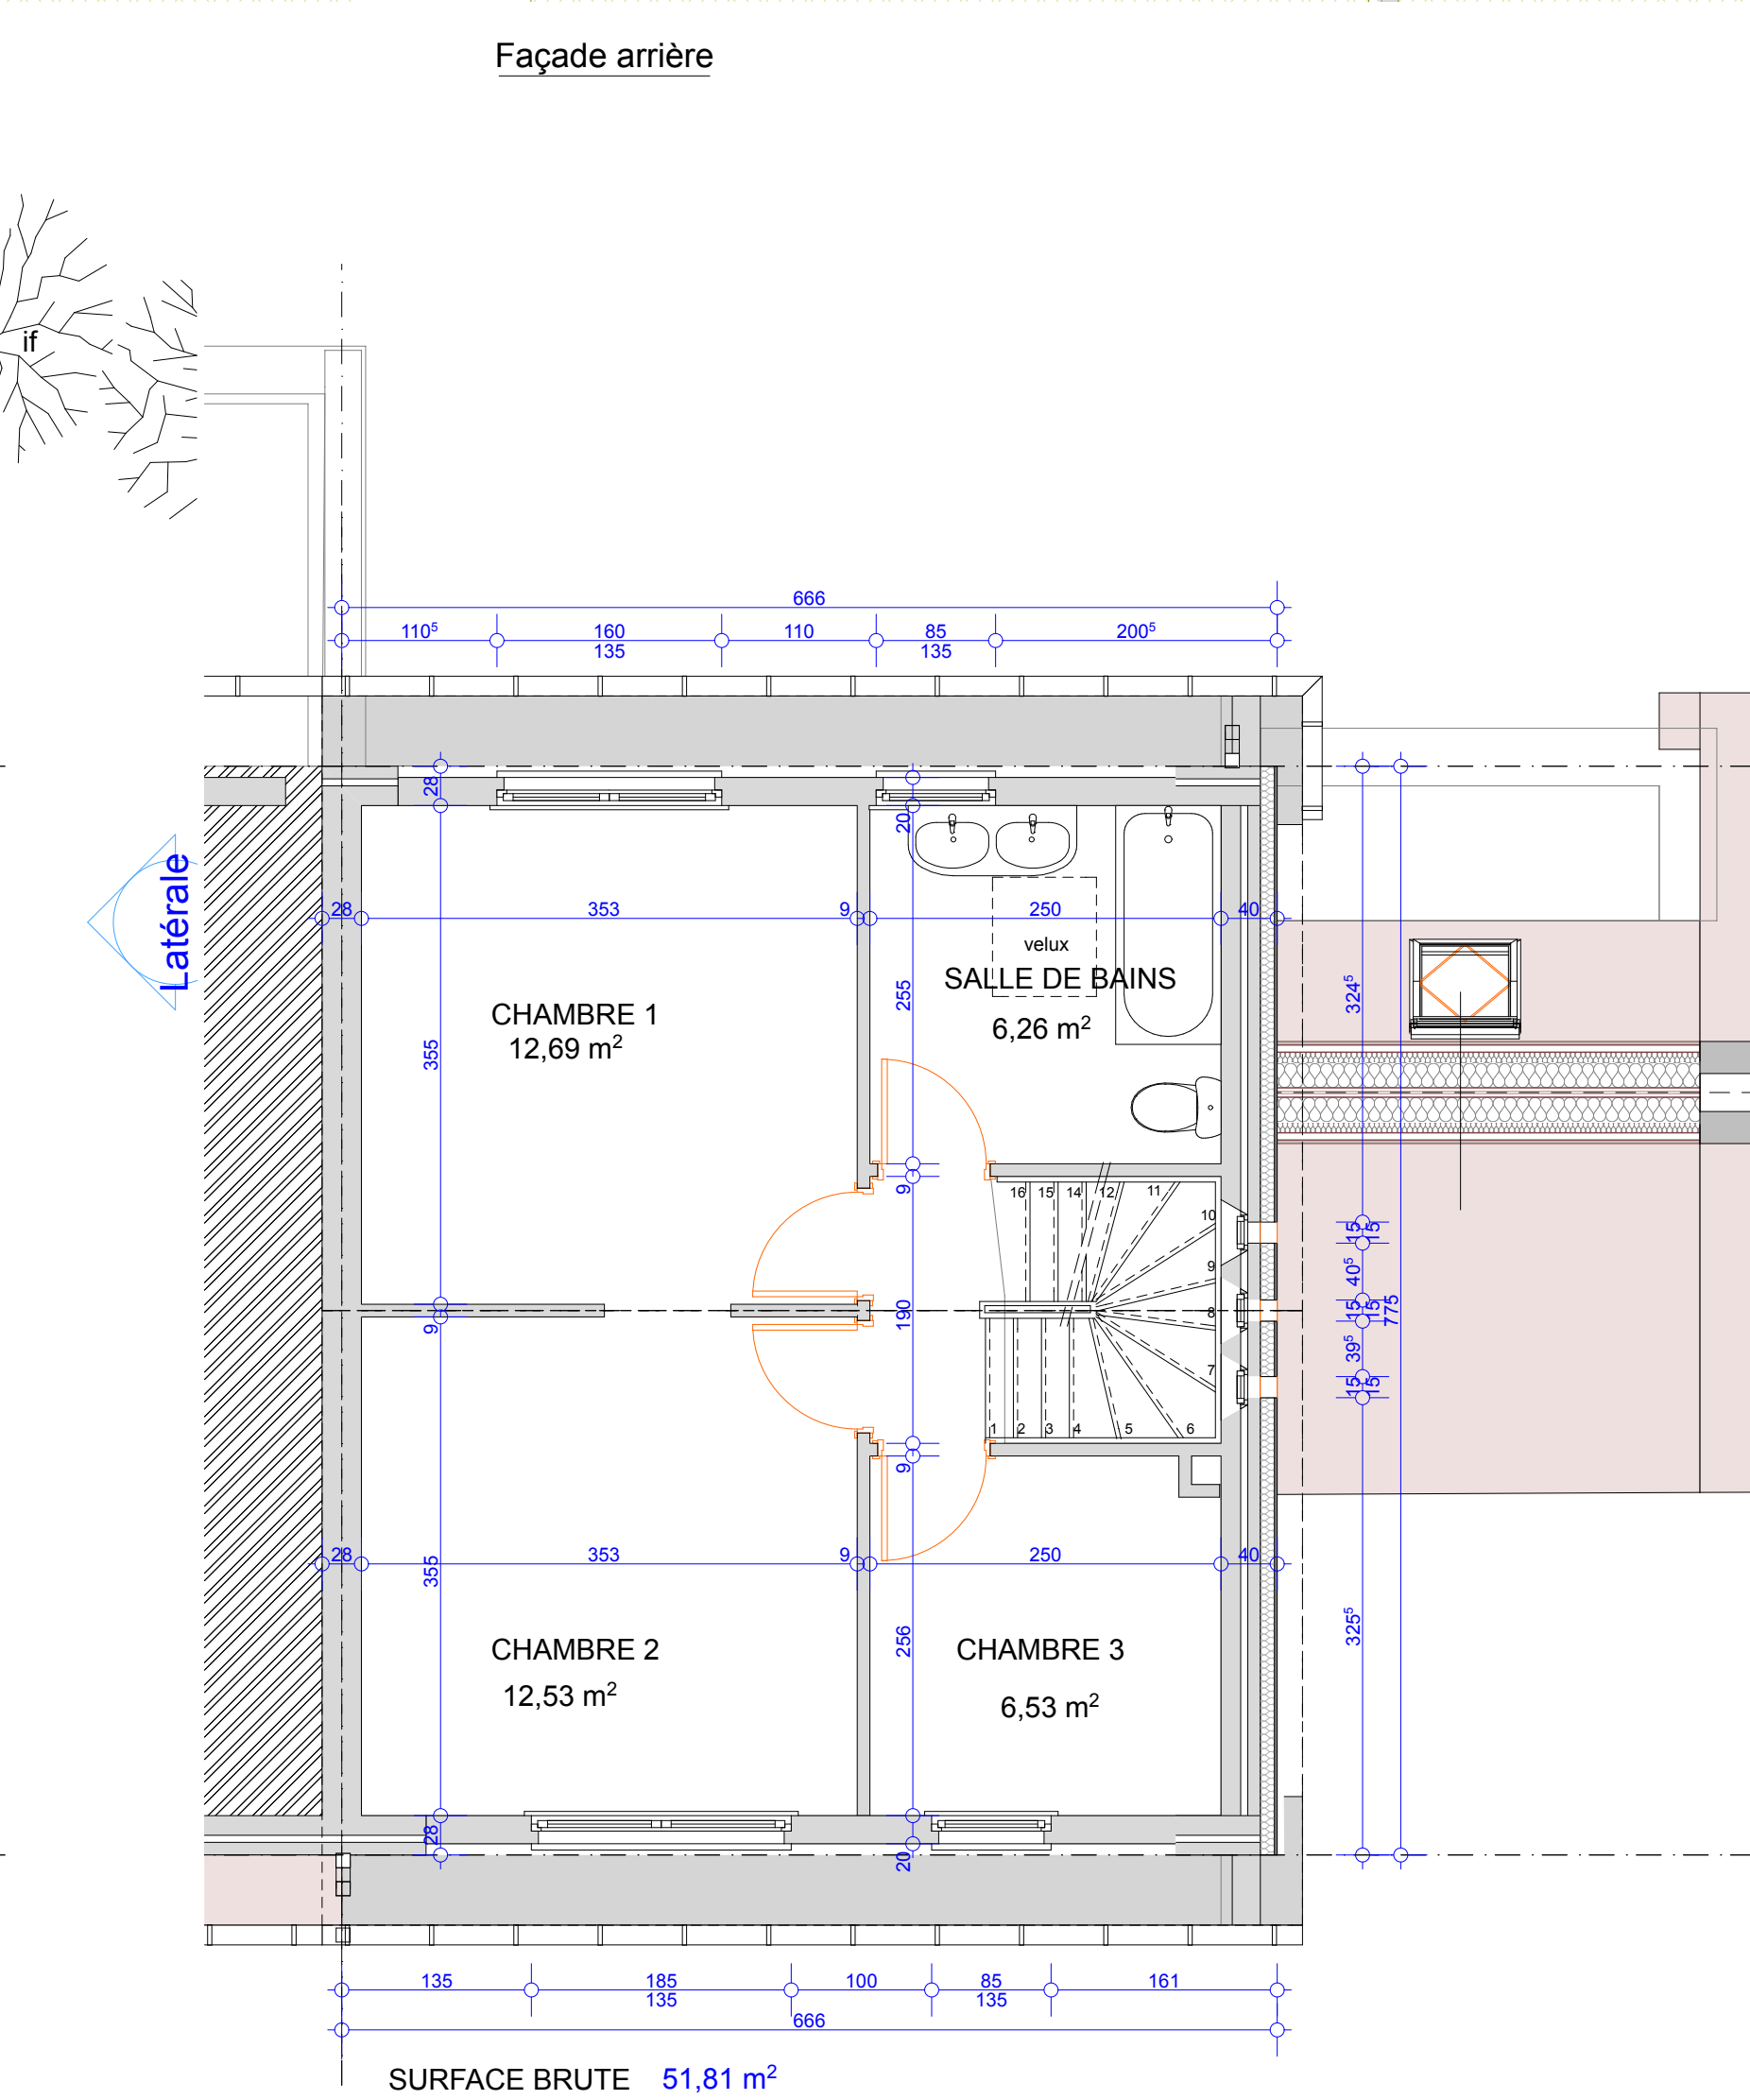 Façade arrière
if
666
110⁵ 160 110 85 200⁵
135 135
28
20
28 353 9 250 40
Latérale
velux
SALLE DE BAINS
6,26 m²
CHAMBRE 1
12,69 m²
355
255
324⁵
9
16 15 14 12 11
10
9
8
7
1 2 3 4 5 6
190
9
9
15 15
40⁵
15 15
775
39⁵
15 15
28 353 9 250 40
355
256
325⁵
CHAMBRE 2
12,53 m²
CHAMBRE 3
6,53 m²
28
20
135 185 100 85 161
135 135
666
SURFACE BRUTE 51,81 m²